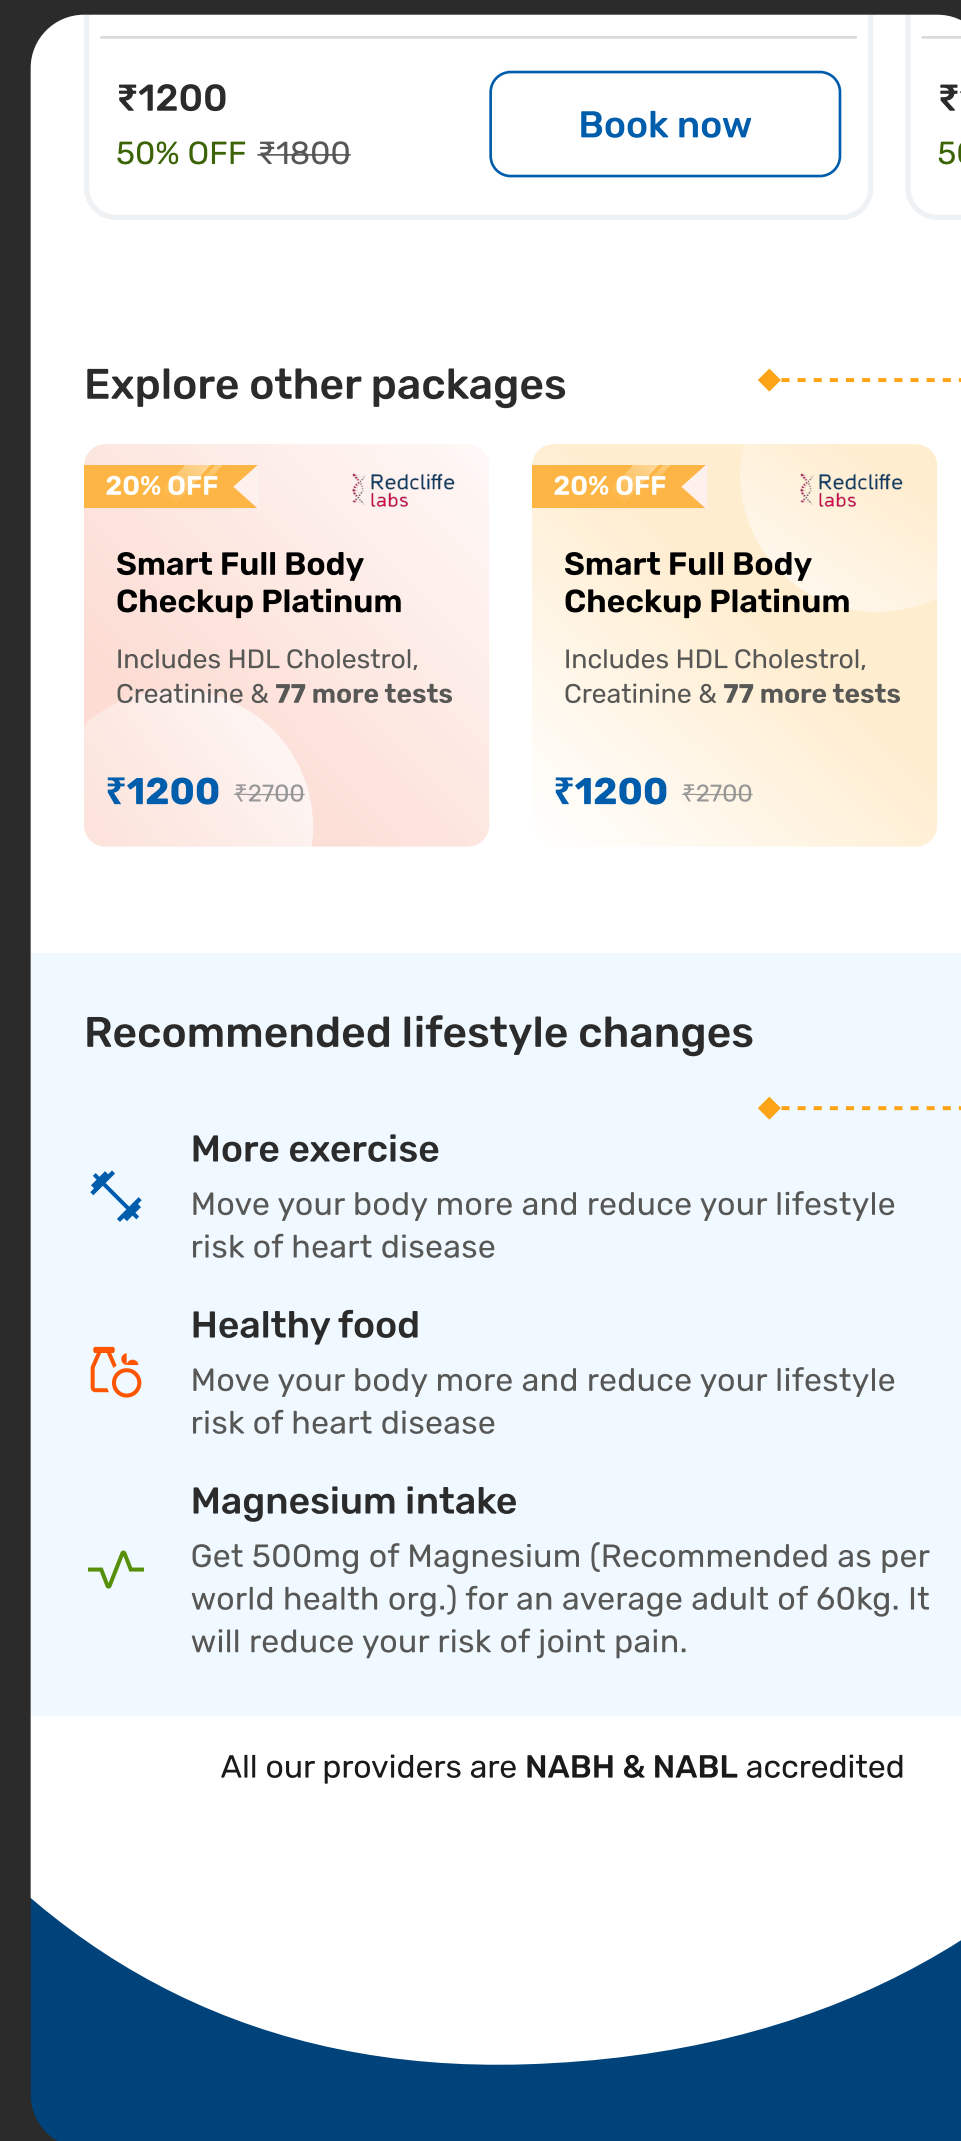 ₹1200
50% OFF ₹1800
Book now
Explore other packages
20% OFF
Redcliffe
labs
Smart Full Body
Checkup Platinum
Includes HDL Cholestrol,
Creatinine & 77 more tests
₹1200 ₹2700
20% OFF
Redcliffe
labs
Smart Full Body
Checkup Platinum
Includes HDL Cholestrol,
Creatinine & 77 more tests
₹1200 ₹2700
Recommended lifestyle changes
More exercise
Move your body more and reduce your lifestyle
risk of heart disease
Healthy food
Move your body more and reduce your lifestyle
risk of heart disease
Magnesium intake
Get 500mg of Magnesium (Recommended as per
world health org.) for an average adult of 60kg. It
will reduce your risk of joint pain.
All our providers are NABH & NABL accredited